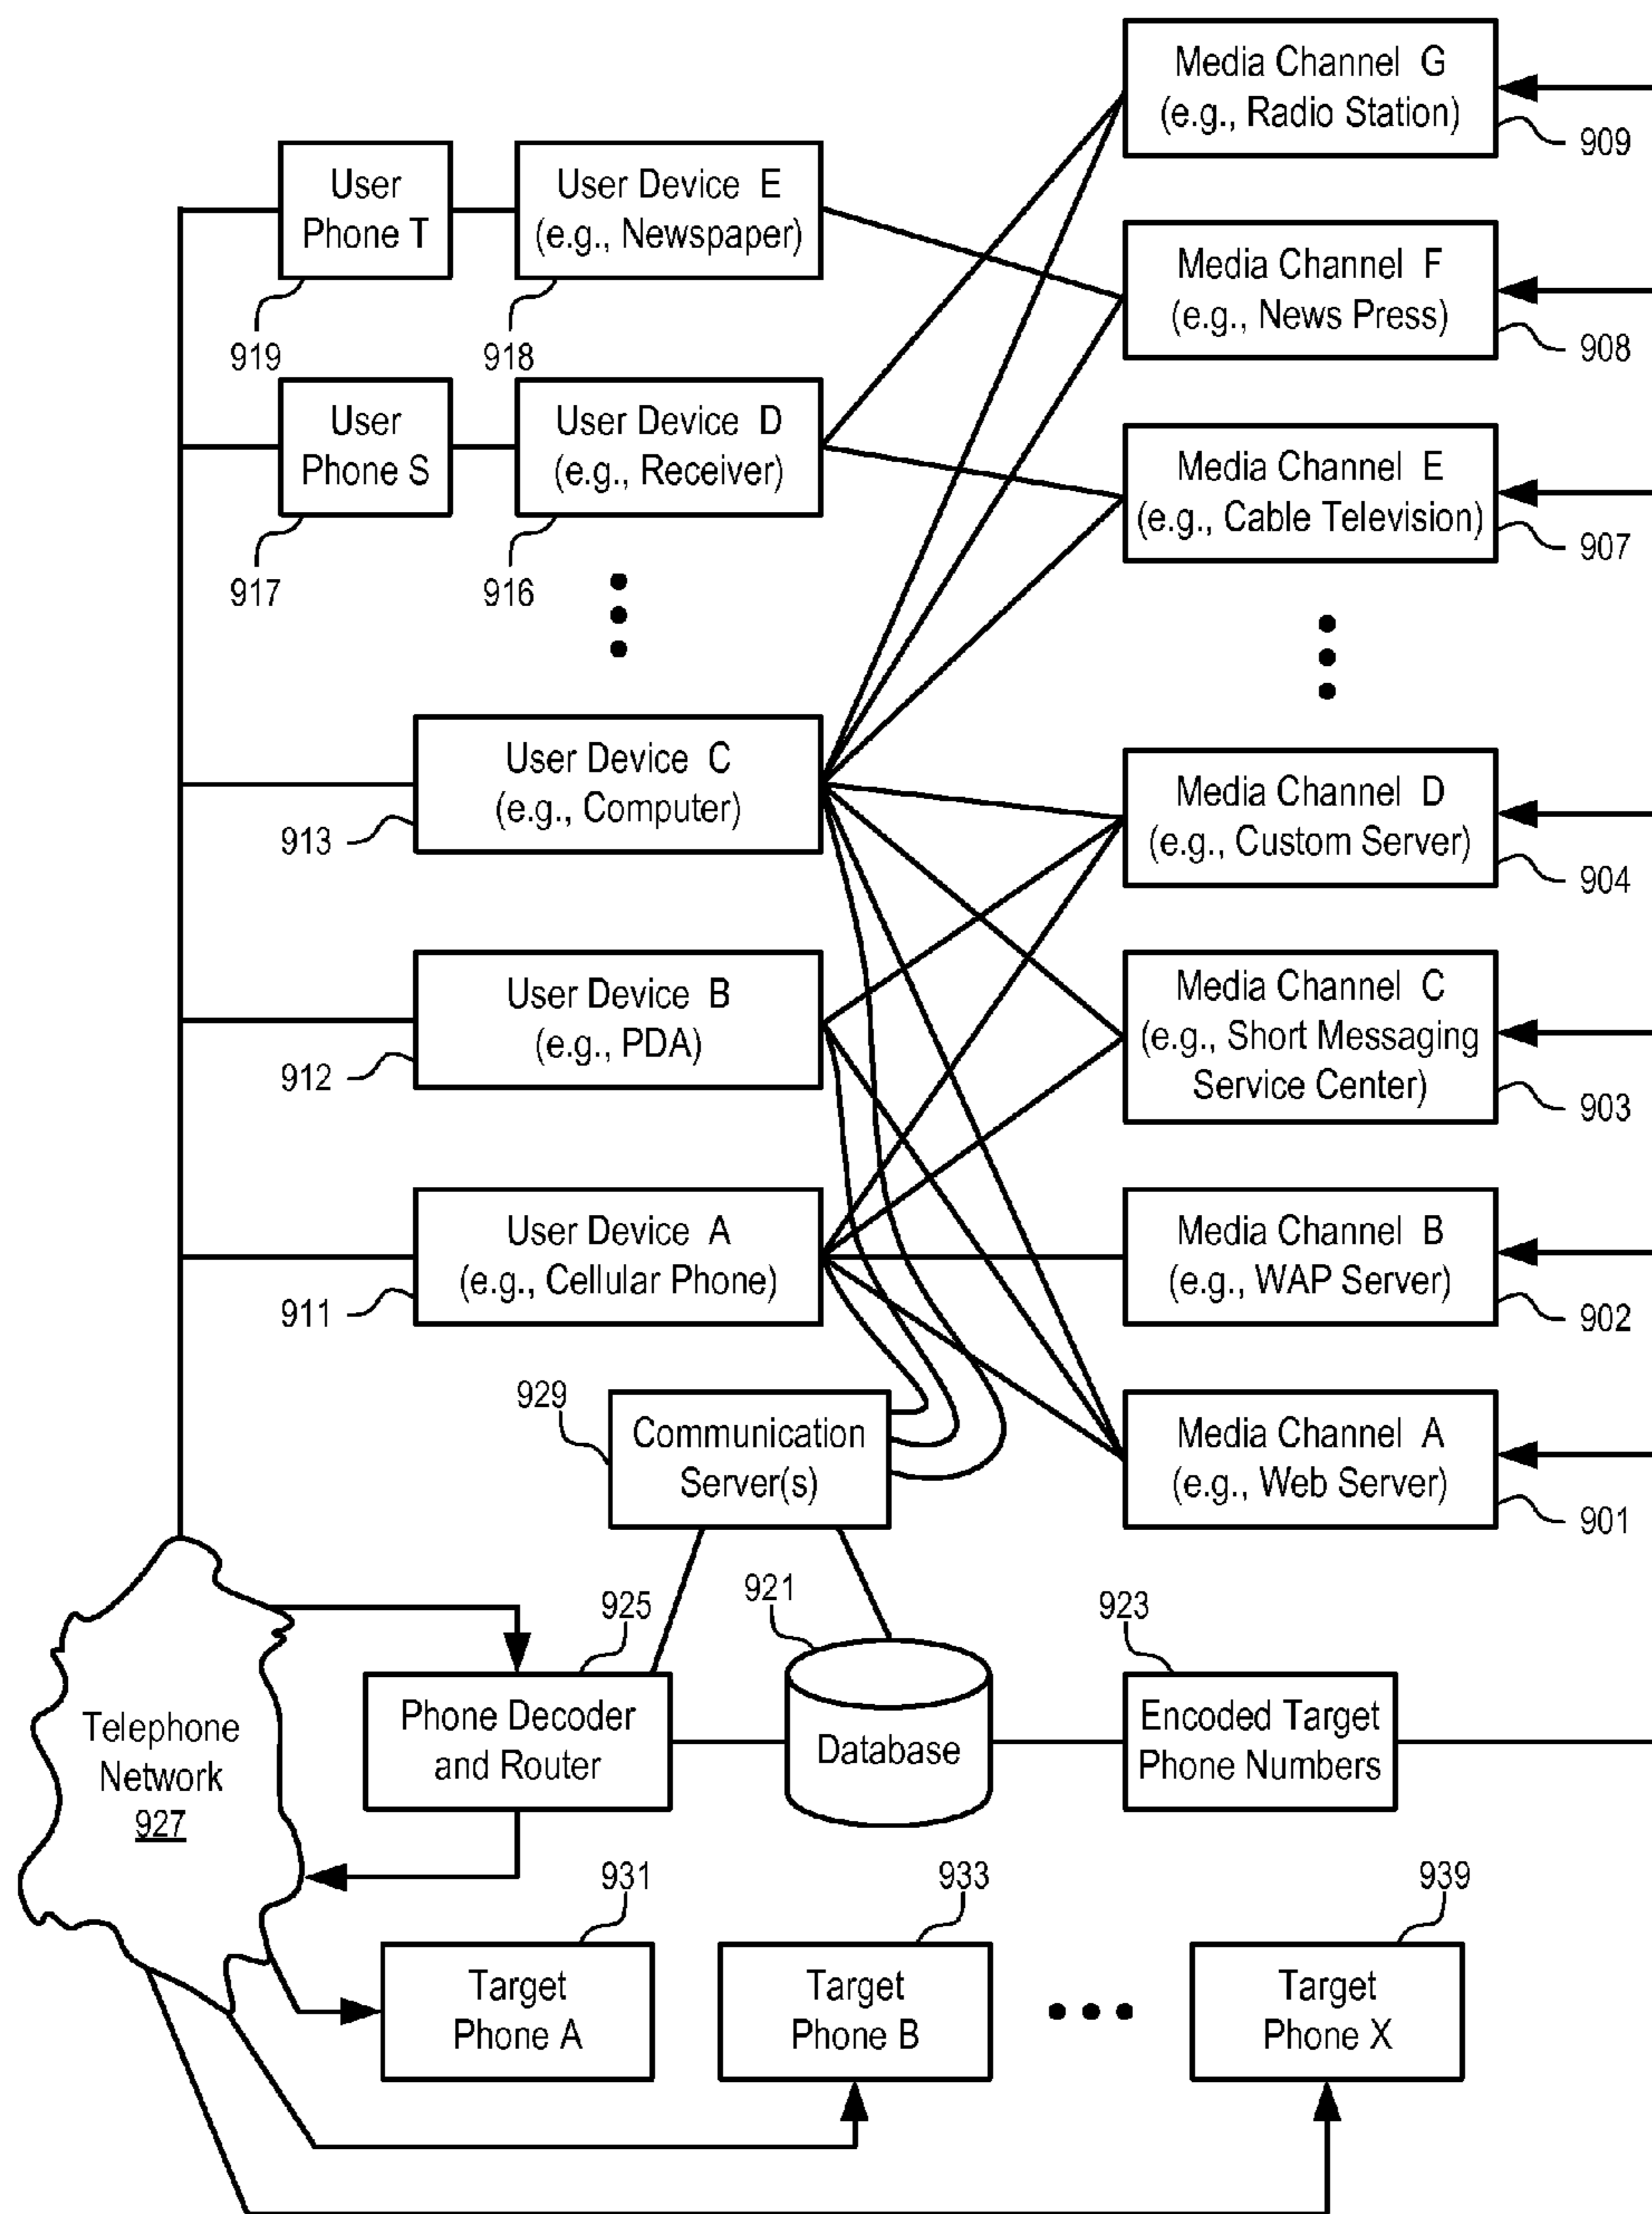 Media Channel G
(e.g., Radio Station)
909
User
Phone T
919
User Device E
(e.g., Newspaper)
918
Media Channel F
(e.g., News Press)
908
User
Phone S
917
User Device D
(e.g., Receiver)
916
Media Channel E
(e.g., Cable Television)
907
User Device C
(e.g., Computer)
913
Media Channel D
(e.g., Custom Server)
904
User Device B
(e.g., PDA)
912
Media Channel C
(e.g., Short Messaging
Service Center)
903
User Device A
(e.g., Cellular Phone)
911
Media Channel B
(e.g., WAP Server)
902
929
Communication
Server(s)
Media Channel A
(e.g., Web Server)
901
Telephone
Network
927
925
Phone Decoder
and Router
921
Database
923
Encoded Target
Phone Numbers
931
Target
Phone A
933
Target
Phone B
939
Target
Phone X